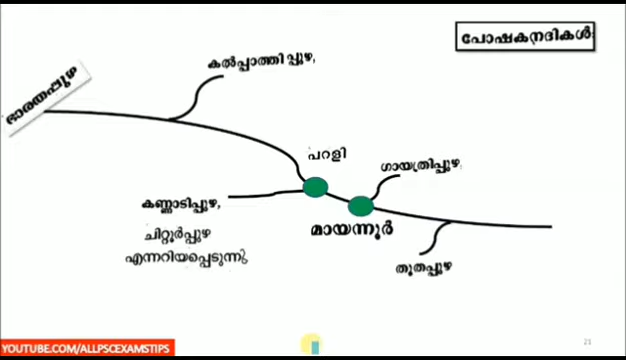 പോഷകനദികൾ
ഭാരതപ്പുഴ
കൽപ്പാത്തി പ്പുഴ,
പറളി
ഗായത്രിപ്പുഴ
കണ്ണാടിപ്പുഴ,
ചിറ്റൂർപ്പുഴ
എന്നറിയപ്പെടുന്നു.
മായന്നൂർ
തൂതപ്പുഴ
YOUTUBE.COM/ALLPSCEXAMSTIPS
21